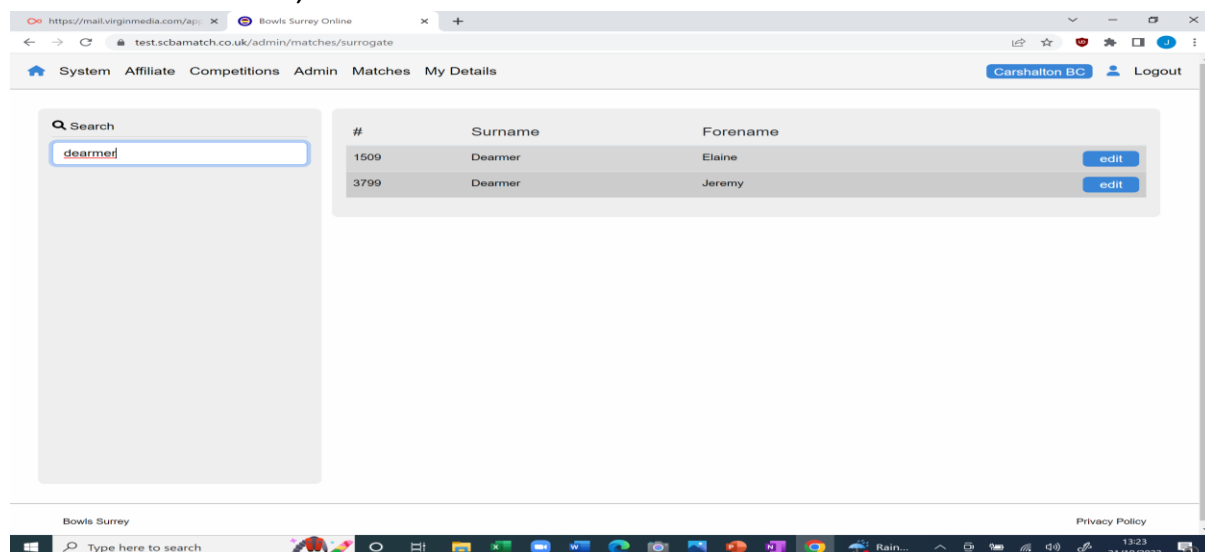 https://mail.virginmedia.com/app
Bowls Surrey Online
test.scbamatch.co.uk/admin/matches/surrogate
J
System Affiliate Competitions Admin Matches My Details Carshalton BC Logout
Search
dearmer
# Surname Forename
1509 Dearmer Elaine edit
3799 Dearmer Jeremy edit
Bowls Surrey Privacy Policy
Type here to search Rain... 13:23